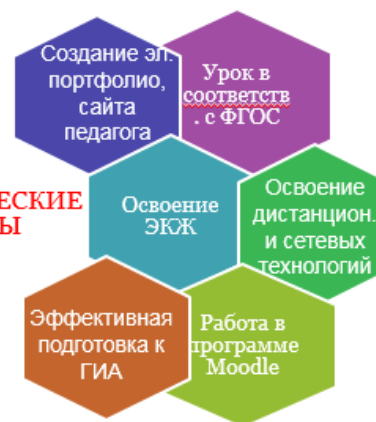 Создание эл.
портфолио,
сайта
педагога
Урок в
соответств
. с ФГОС
ЕСКИЕ
Ы
Освоение
ЭКЖ
Освоение
дистанцион.
и сетевых
технологий
Эффективная
подготовка к
ГИА
Работа в
программе
Moodle